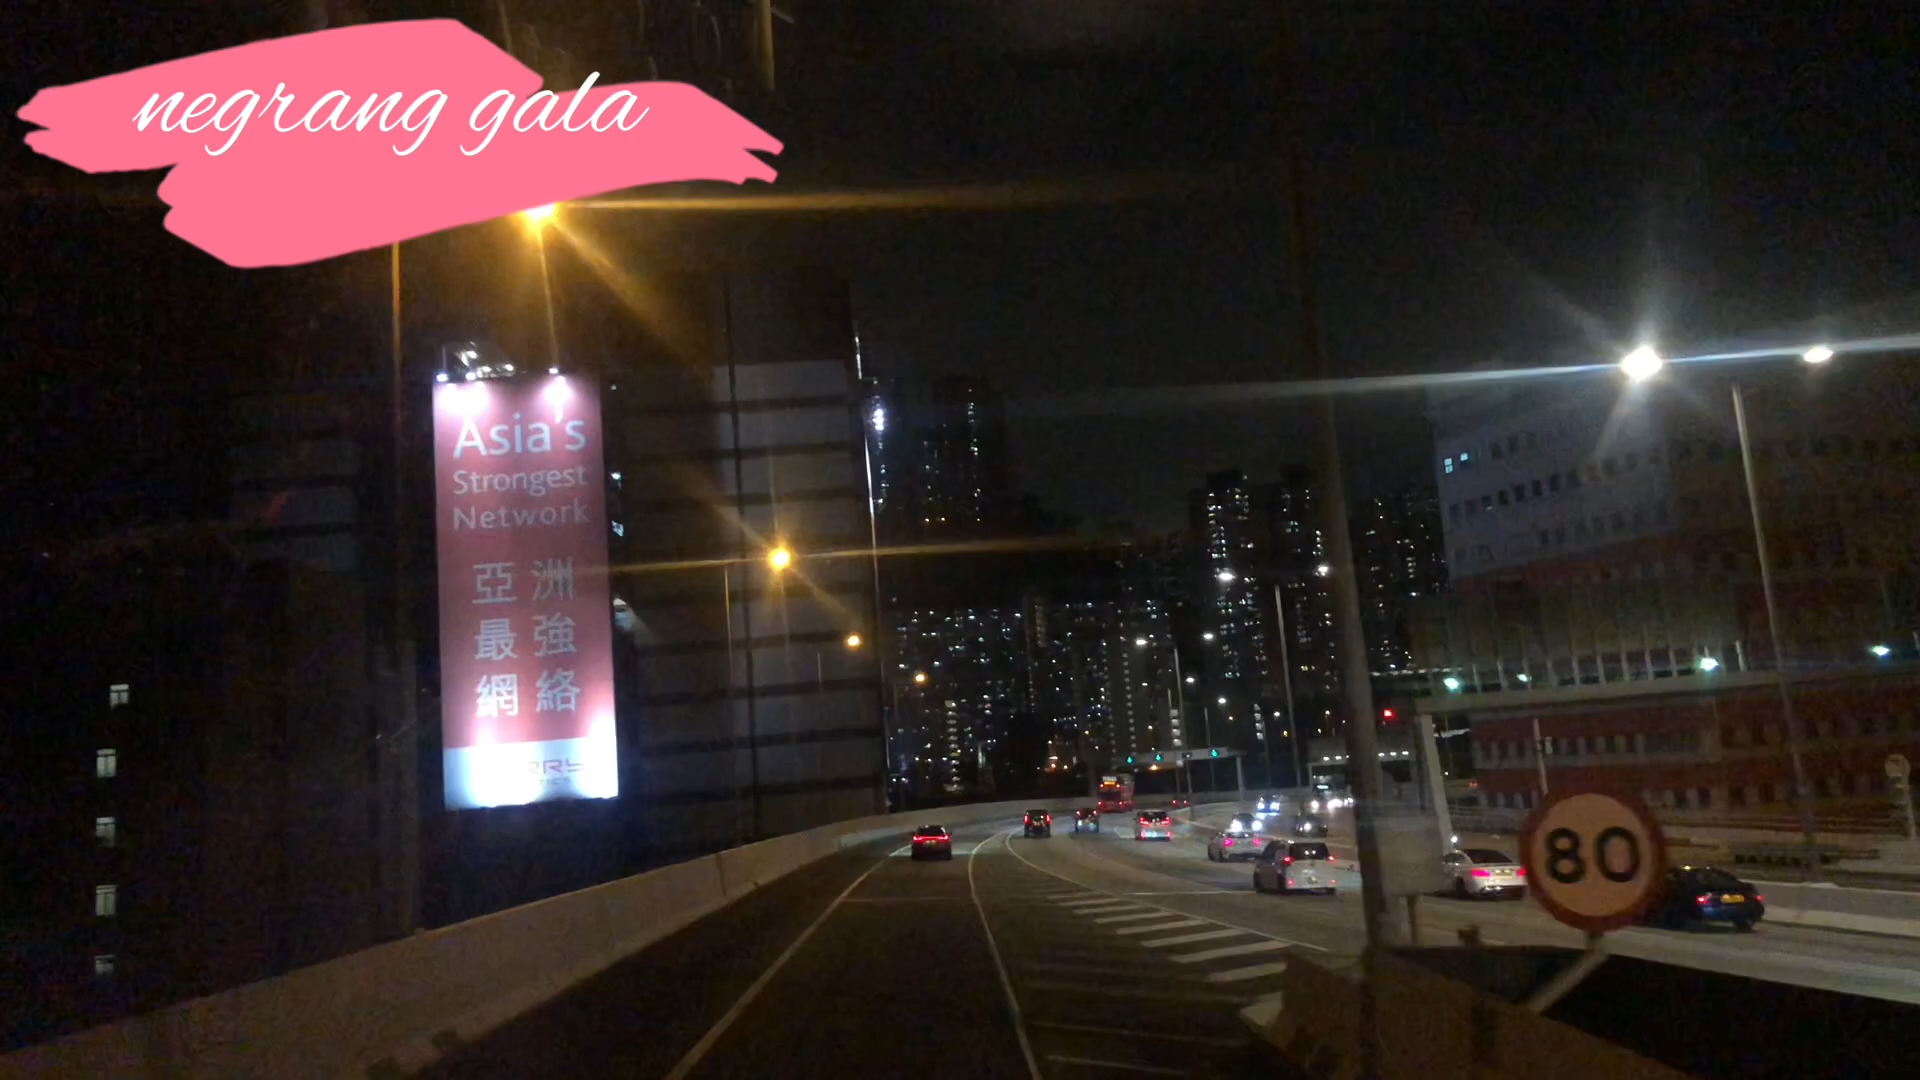 negrang gala
Asia's
Strongest
Network
亞洲
最強
網絡
80